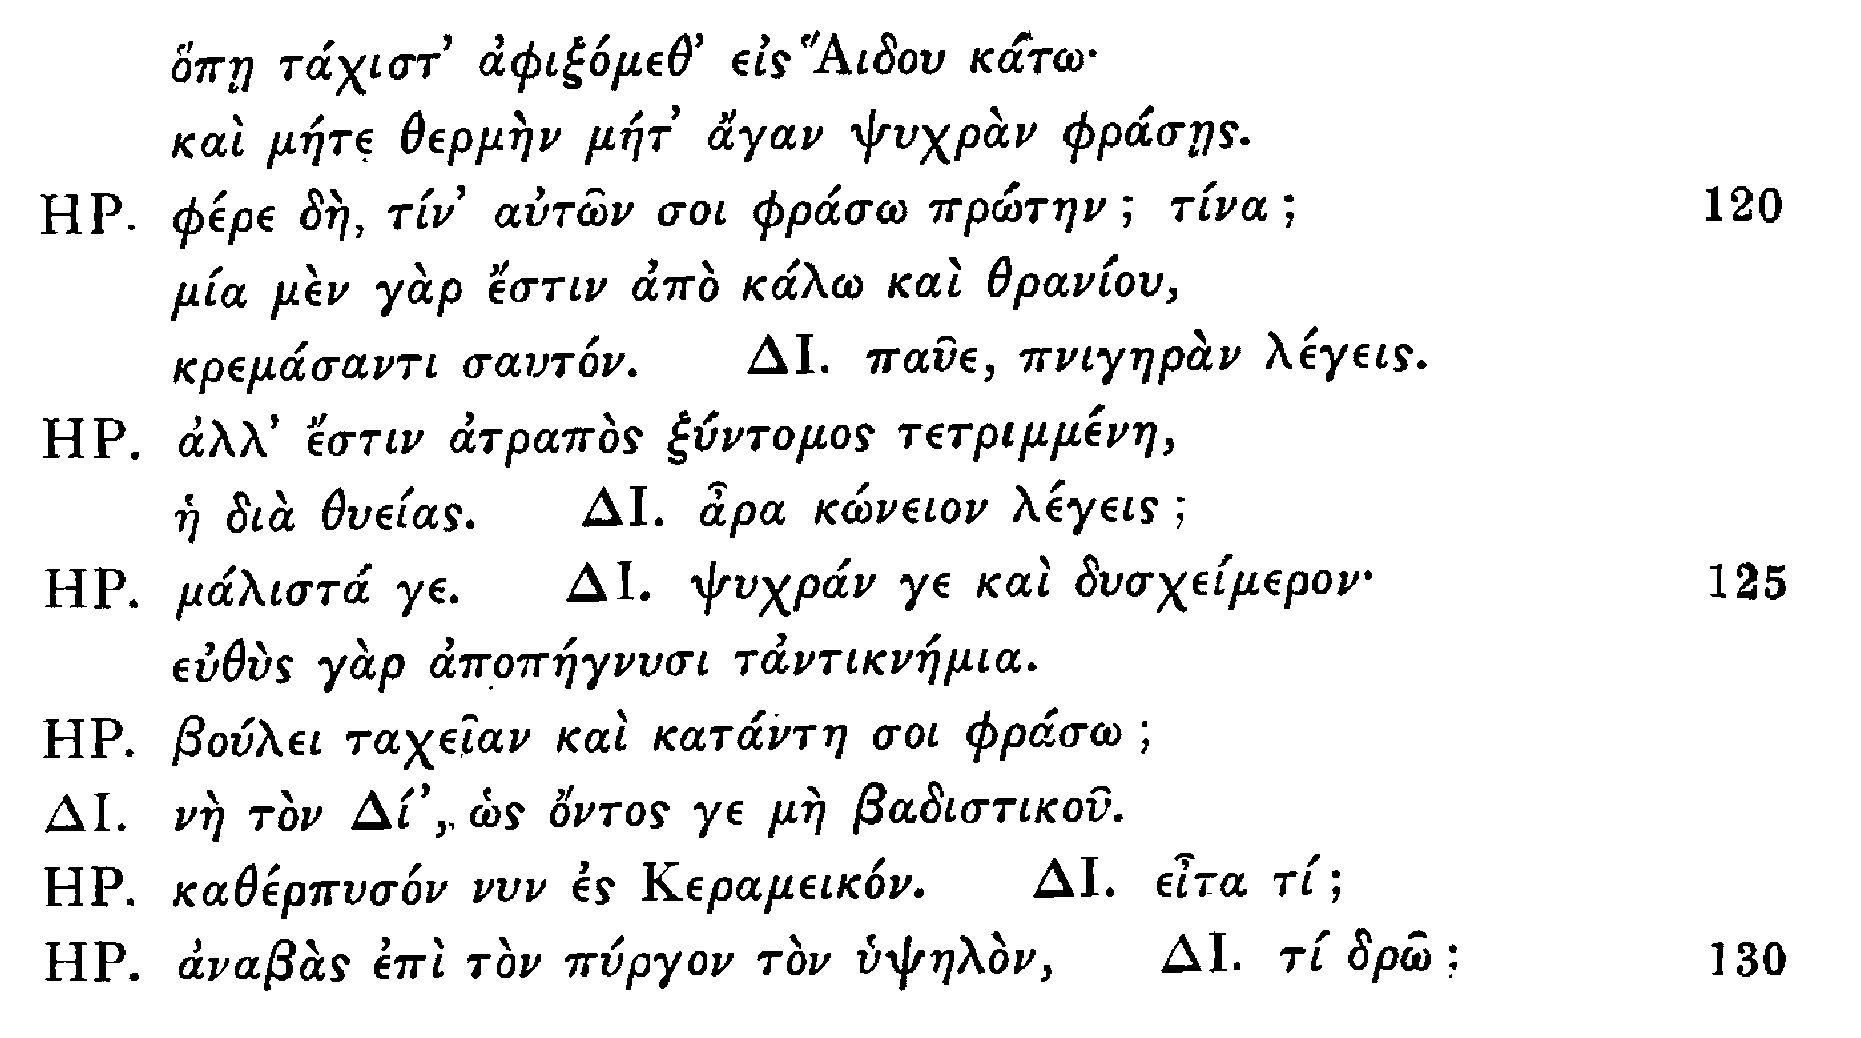 ὅπῃ τάχιστ’ ἀφιξόμεθ’ εἰς Ἅιδου κάτω·
καὶ μήτε θερμὴν μήτ’ ἄγαν ψυχρὰν φράσῃς.
ΗΡ. φέρε δὴ, τίν’ αὐτῶν σοι φράσω πρώτην; τίνα; 120
μία μὲν γὰρ ἔστιν ἀπὸ κάλω καὶ θρανίου,
κρεμάσαντι σαυτόν. ΔΙ. παῦε, πνιγηρὰν λέγεις.
ΗΡ. ἀλλ’ ἔστιν ἀτραπὸς ξύντομος τετριμμένη,
ἡ διὰ θυείας. ΔΙ. ἆρα κώνειον λέγεις;
ΗΡ. μάλιστά γε. ΔΙ. ψυχράν γε καὶ δυσχείμερον· 125
εὐθὺς γὰρ ἀποπήγνυσι τἀντικνήμια.
ΗΡ. βούλει ταχεῖαν καὶ κατάντη σοι φράσω;
ΔΙ. νὴ τὸν Δί’, ὡς ὄντος γε μὴ βαδιστικοῦ.
ΗΡ. καθέρπυσόν νυν ἐς Κεραμεικόν. ΔΙ. εἶτα τί;
ΗΡ. ἀναβὰς ἐπὶ τὸν πύργον τὸν ὑψηλὸν, ΔΙ. τί δρῶ; 130